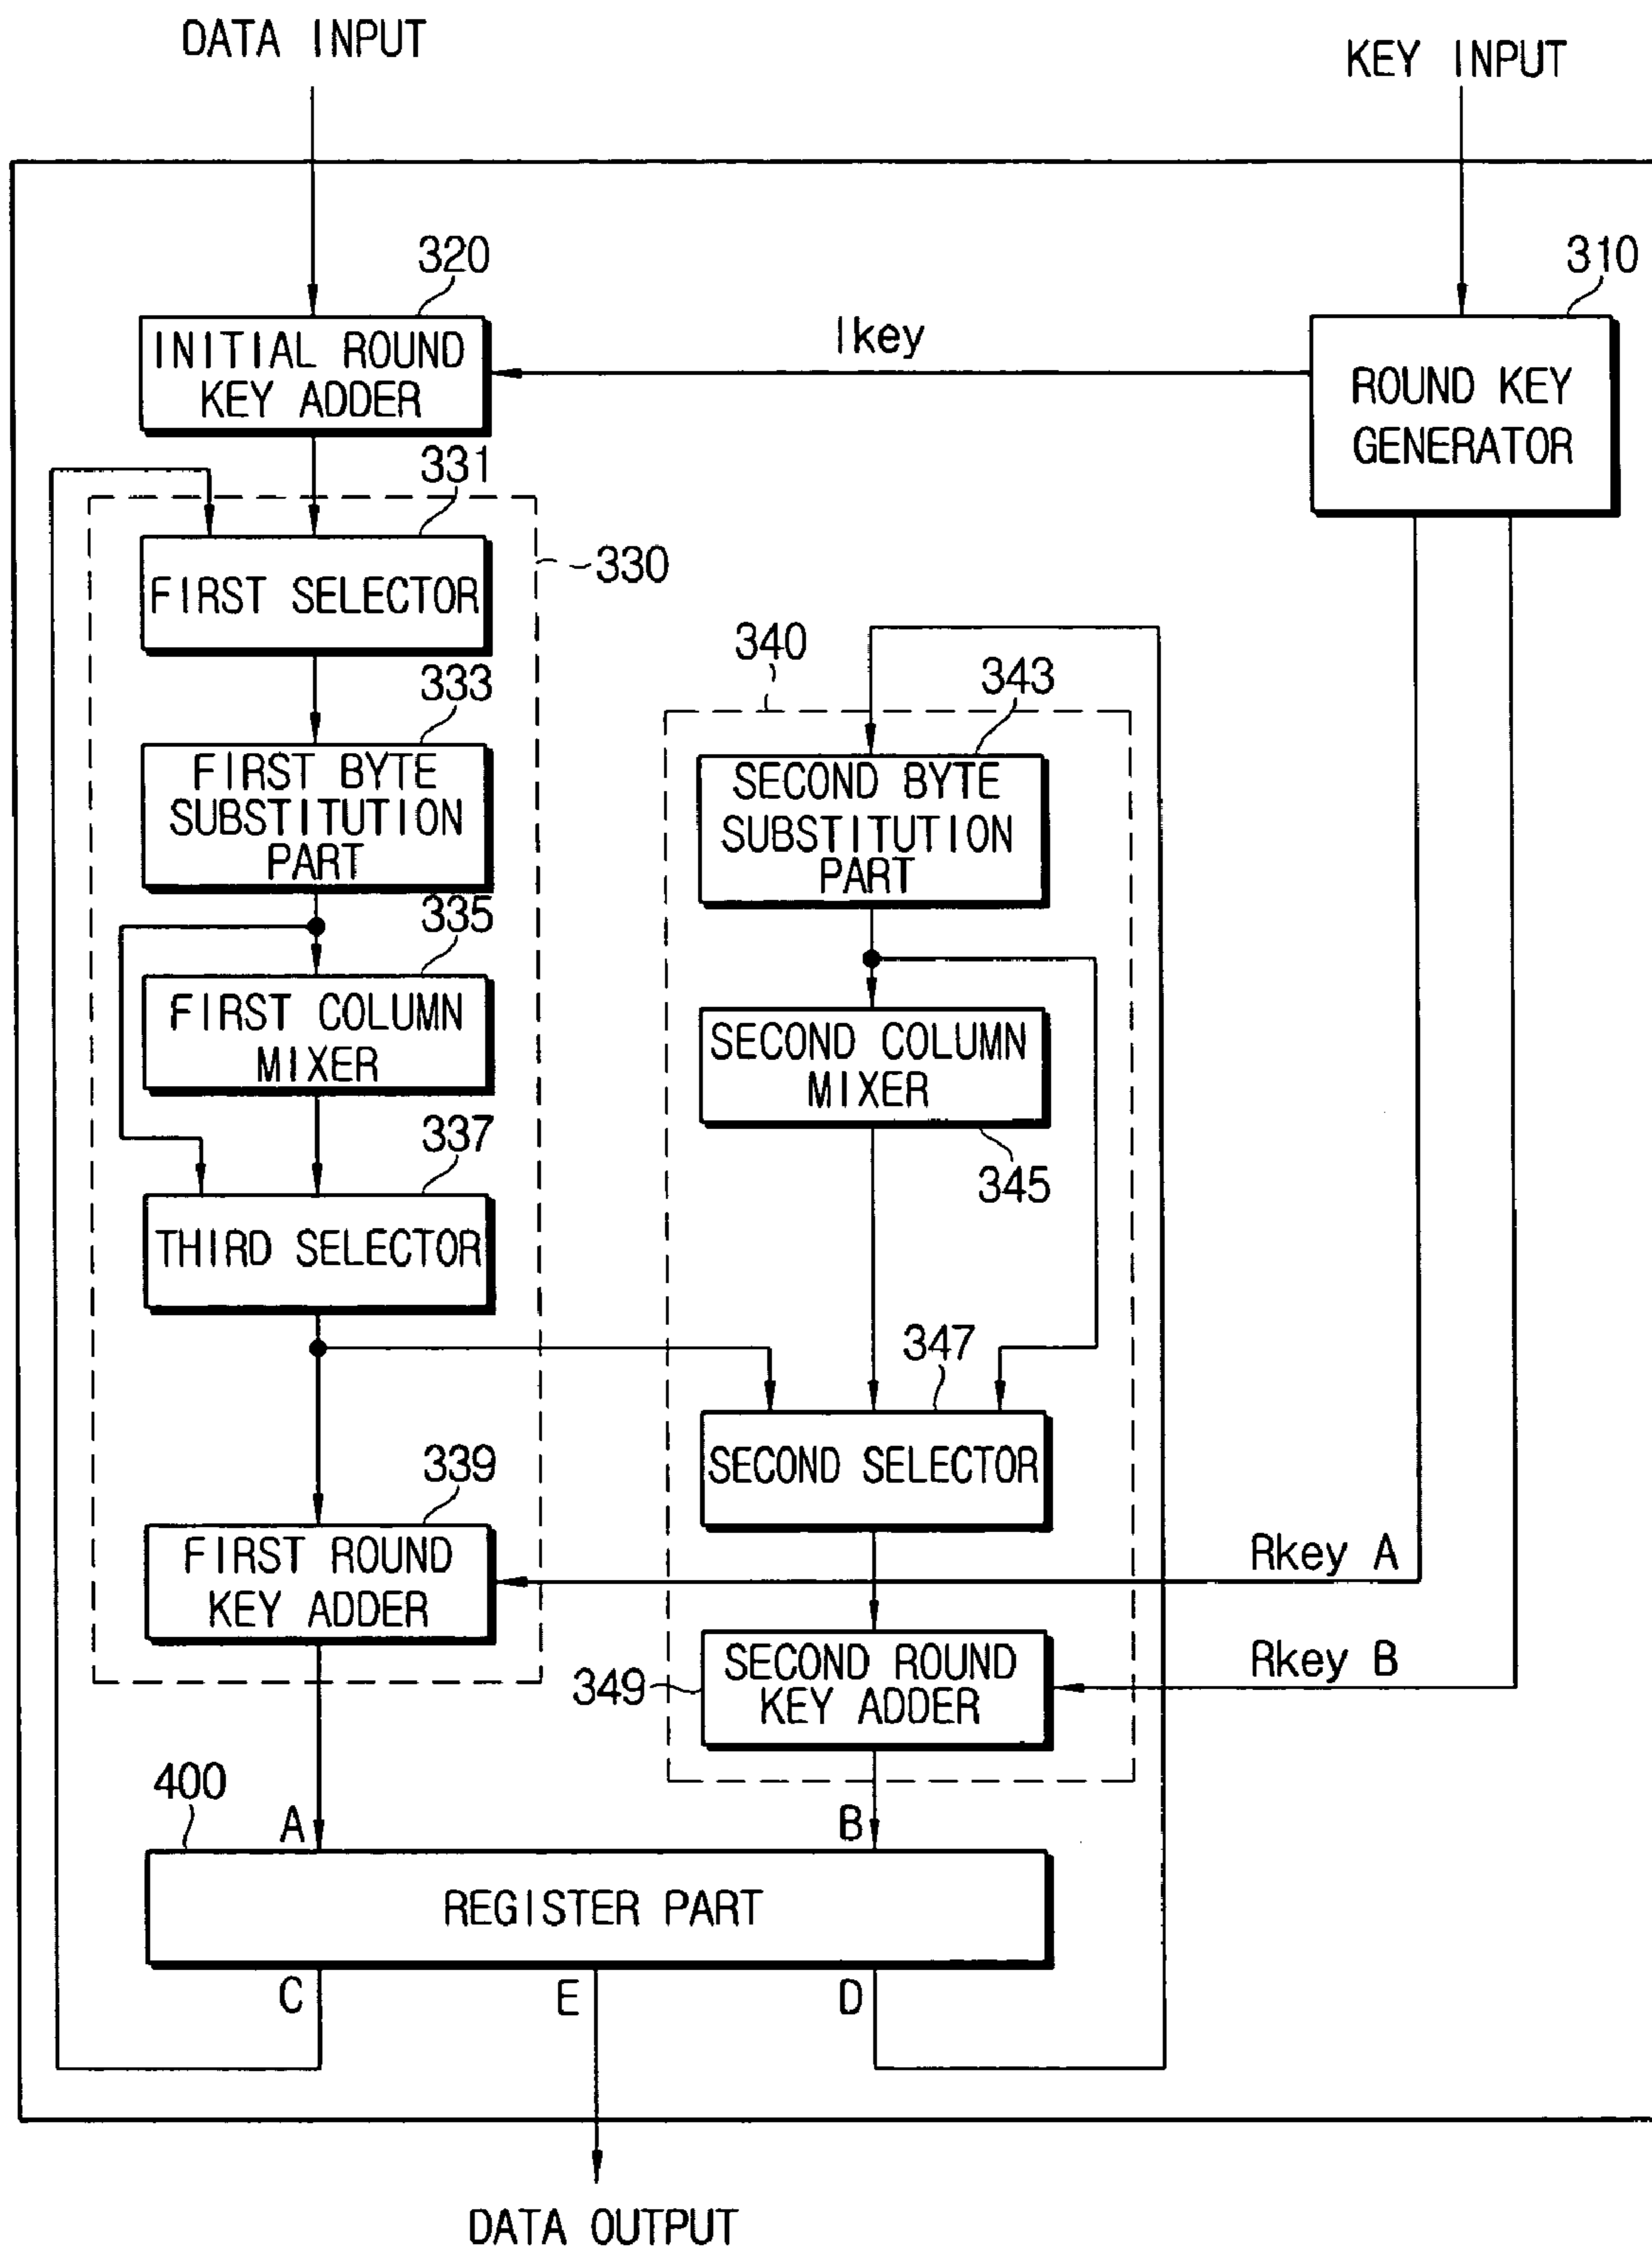 DATA INPUT
KEY INPUT
320
310
INITIAL ROUND
KEY ADDER
Ikey
ROUND KEY
GENERATOR
331
FIRST SELECTOR
330
333
FIRST BYTE
SUBSTITUTION
PART
340
343
SECOND BYTE
SUBSTITUTION
PART
335
FIRST COLUMN
MIXER
SECOND COLUMN
MIXER
345
337
THIRD SELECTOR
347
SECOND SELECTOR
339
FIRST ROUND
KEY ADDER
Rkey A
349
SECOND ROUND
KEY ADDER
Rkey B
400
A
B
REGISTER PART
C
E
D
DATA OUTPUT